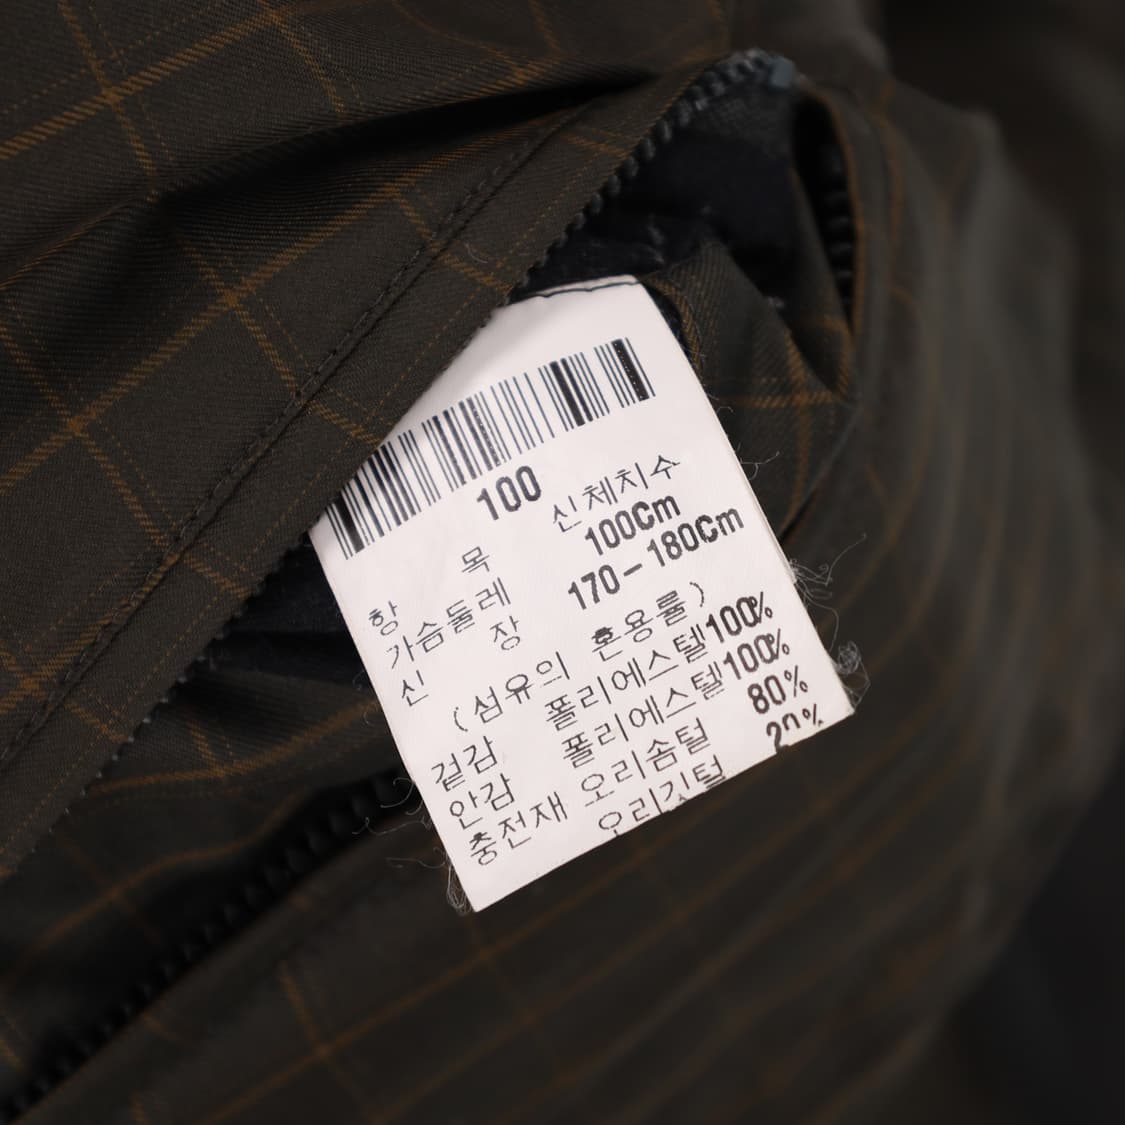 100
항 목 신체치수
가슴둘레 100Cm
신 장 170-180Cm
(섬유의 혼용률)
겉감 폴리에스텔100%
안감 폴리에스텔100%
충전재 오리솜털 80%
오리깃털 20%